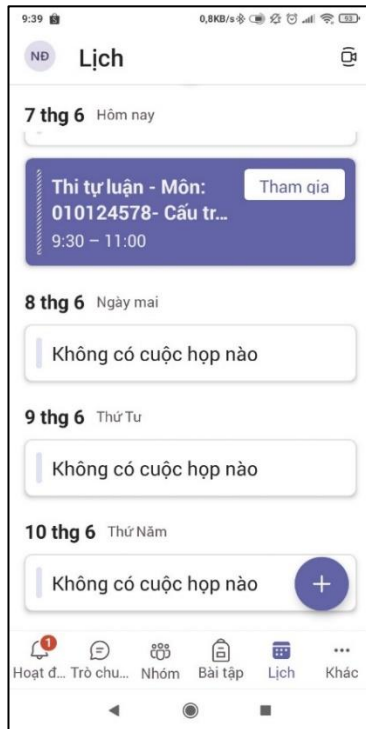 9:39 0,8KB/s 93
NĐ Lịch
7 thg 6 Hôm nay
Thi tự luận - Môn: Tham gia
010124578- Cấu tr...
9:30 – 11:00
8 thg 6 Ngày mai
Không có cuộc họp nào
9 thg 6 Thứ Tư
Không có cuộc họp nào
10 thg 6 Thứ Năm
Không có cuộc họp nào
+
1
Hoạt đ... Trò chu... Nhóm Bài tập Lịch Khác